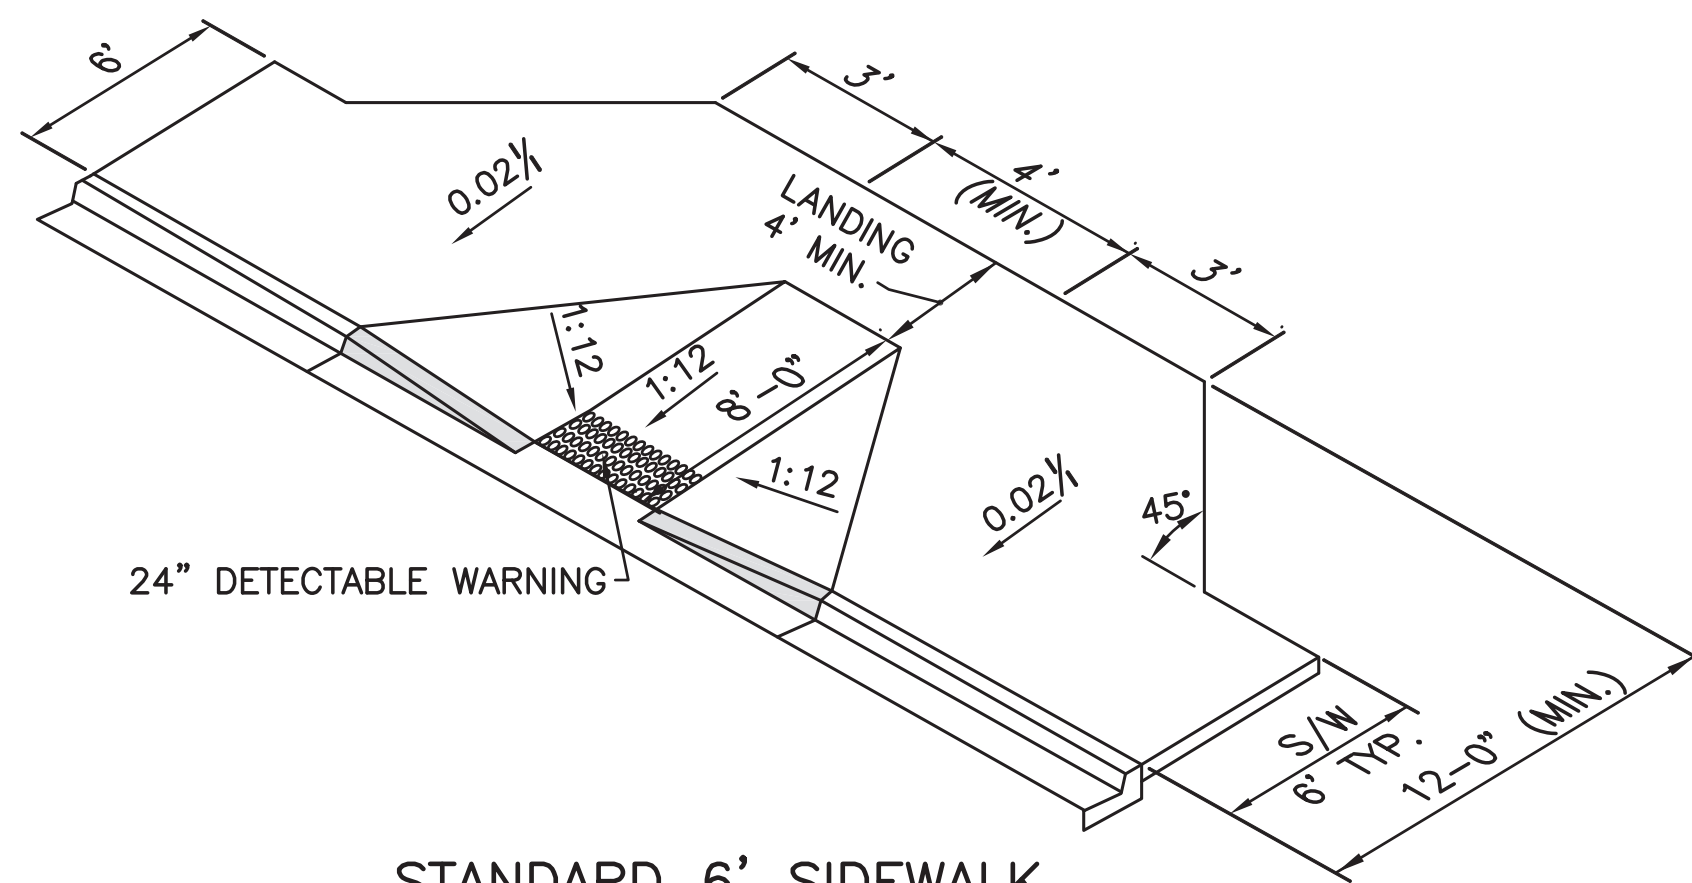 6'
3'
4'
(MIN.)
3'
0.02'/1
LANDING
4' MIN.
1:12
1:12
8'-0"
1:12
0.02'/1
45°
24" DETECTABLE WARNING
S/W
6' TYP.
12-0" (MIN.)
STANDARD 6' SIDEWALK